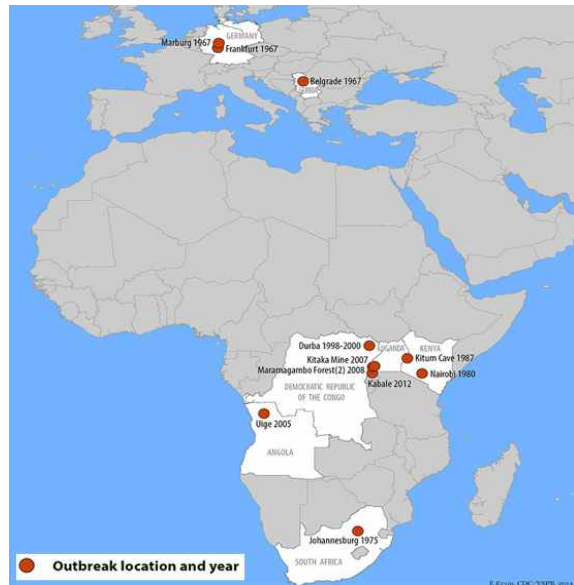 GERMANY
Marburg 1967
Frankfurt 1967
Belgrade 1967
Durba 1998-2000
UGANDA
KENYA
Kitaka Mine 2007
Kitum Cave 1987
Maramagambo Forest(2) 2008
Nairobi 1980
Kabale 2012
DEMOCRATIC REPUBLIC
OF THE CONGO
Uige 2005
ANGOLA
Johannesburg 1975
SOUTH AFRICA
Outbreak location and year